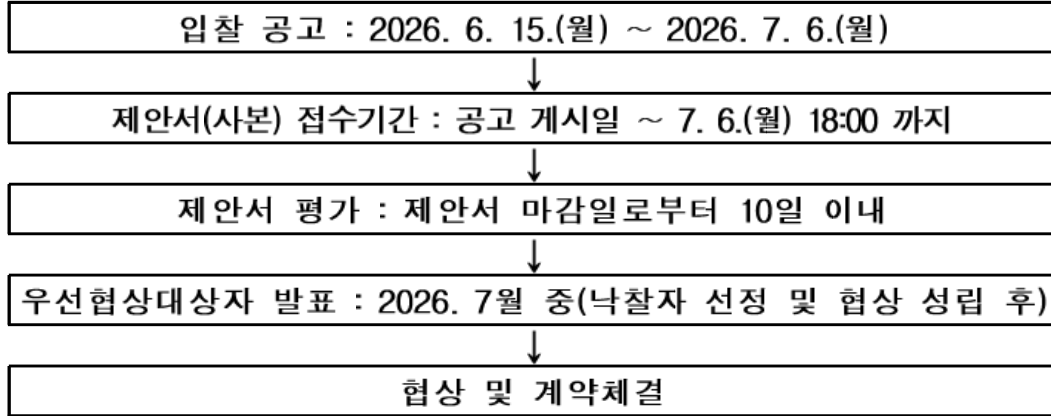 입찰 공고 : 2026. 6. 15.(월) ~ 2026. 7. 6.(월)
↓
제안서(사본) 접수기간 : 공고 게시일 ~ 7. 6.(월) 18:00 까지
↓
제안서 평가 : 제안서 마감일로부터 10일 이내
↓
우선협상대상자 발표 : 2026. 7월 중(낙찰자 선정 및 협상 성립 후)
↓
협상 및 계약체결